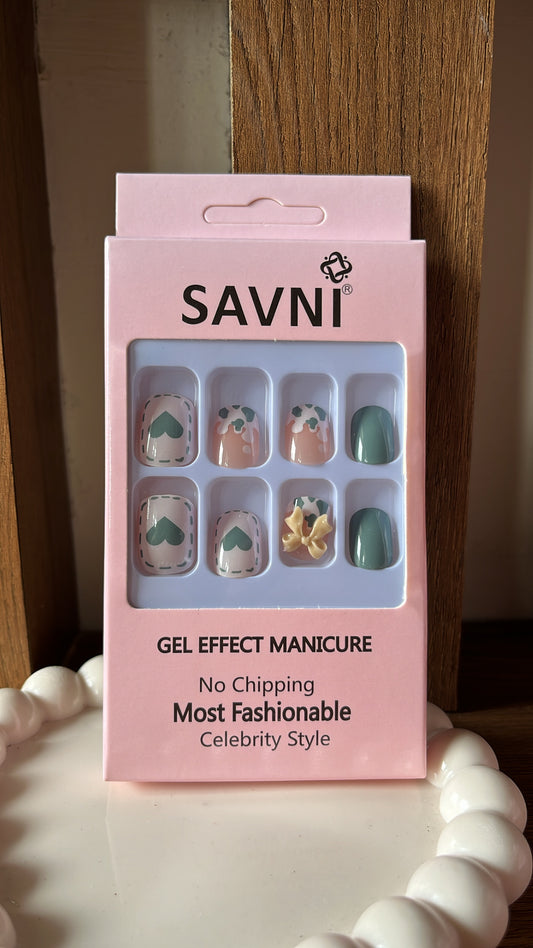 SAVNI®
GEL EFFECT MANICURE
No Chipping
Most Fashionable
Celebrity Style